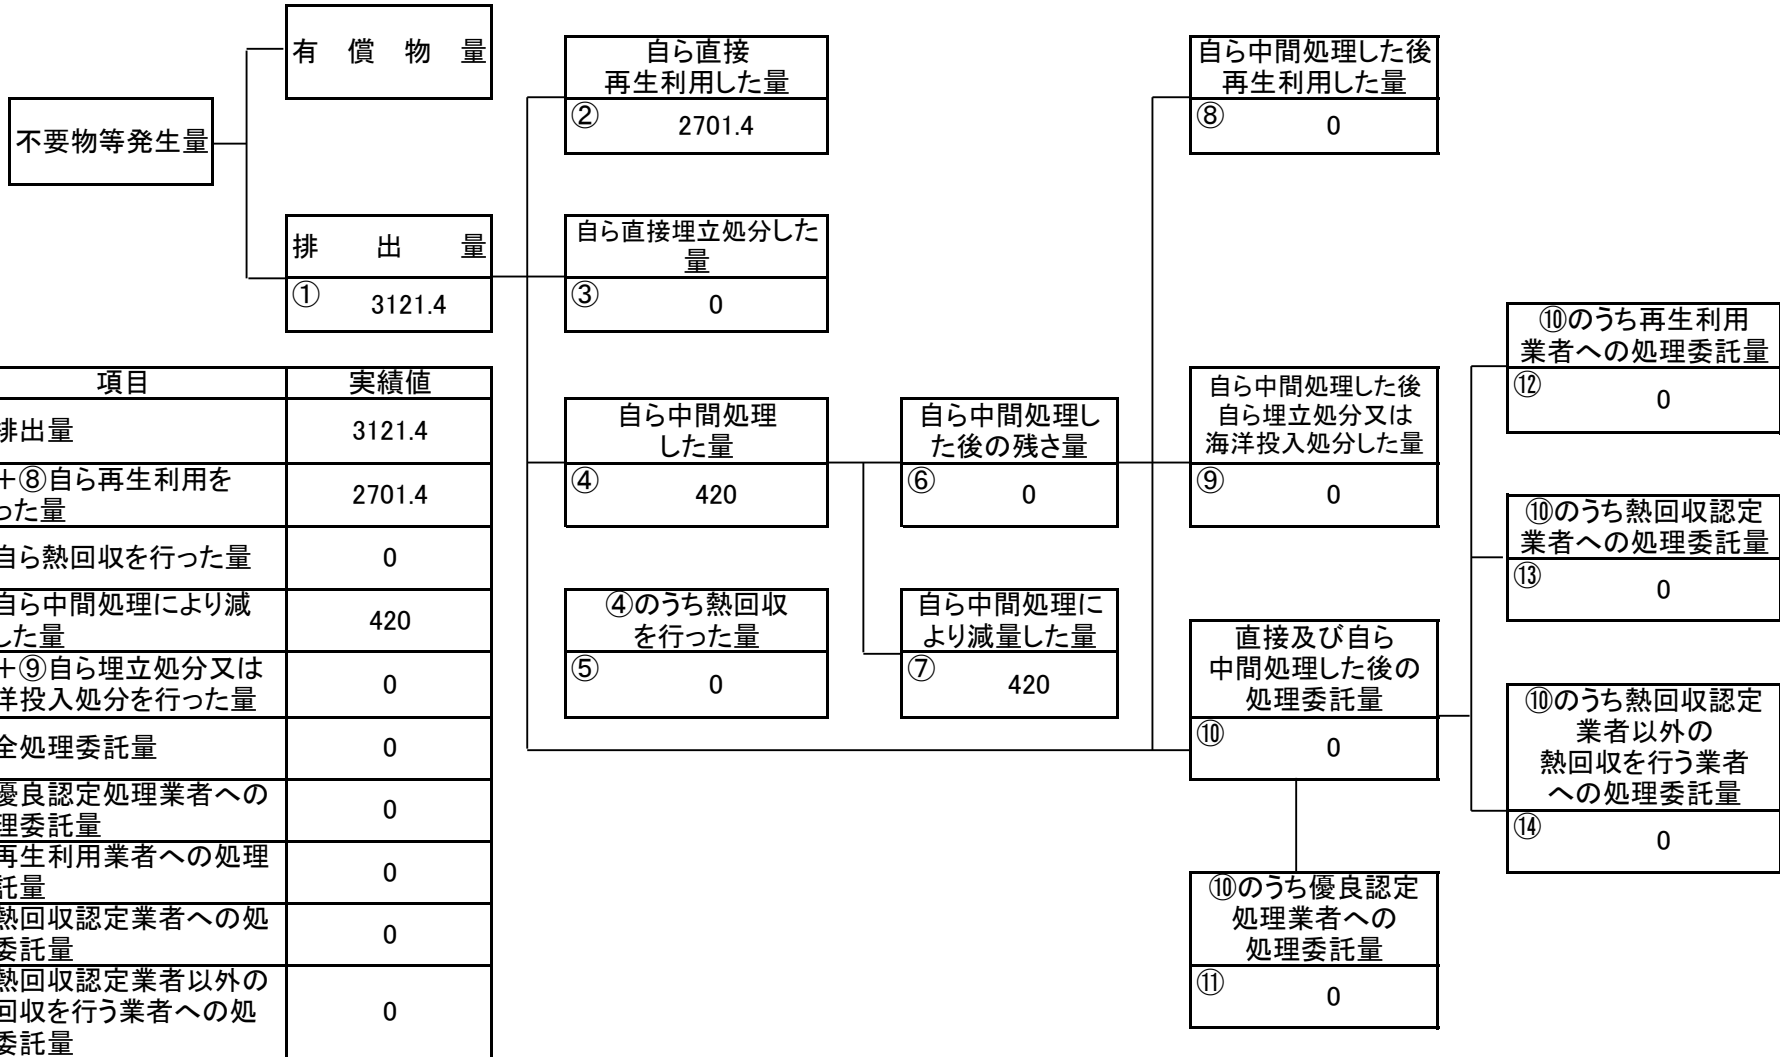 有償物量
不要物等発生量
排出量
①
3121.4
自ら直接
再生利用した量
②
2701.4
自ら直接埋立処分した
量
③
0
自ら中間処理
した量
④
420
④のうち熱回収
を行った量
⑤
0
自ら中間処理し
た後の残さ量
⑥
0
自ら中間処理に
より減量した量
⑦
420
自ら中間処理した後
再生利用した量
⑧
0
自ら中間処理した後
自ら埋立処分又は
海洋投入処分した量
⑨
0
直接及び自ら
中間処理した後の
処理委託量
⑩
0
⑩のうち優良認定
処理業者への
処理委託量
⑪
0
⑩のうち再生利用
業者への処理委託量
⑫
0
⑩のうち熱回収認定
業者への処理委託量
⑬
0
⑩のうち熱回収認定
業者以外の
熱回収を行う業者
への処理委託量
⑭
0
項目 実績値
排出量 3121.4
+⑧自ら再生利用を
った量 2701.4
自ら熱回収を行った量 0
自ら中間処理により減
した量 420
+⑨自ら埋立処分又は
洋投入処分を行った量 0
全処理委託量 0
優良認定処理業者への
理委託量 0
再生利用業者への処理
託量 0
熱回収認定業者への処
委託量 0
熱回収認定業者以外の
回収を行う業者への処
委託量 0